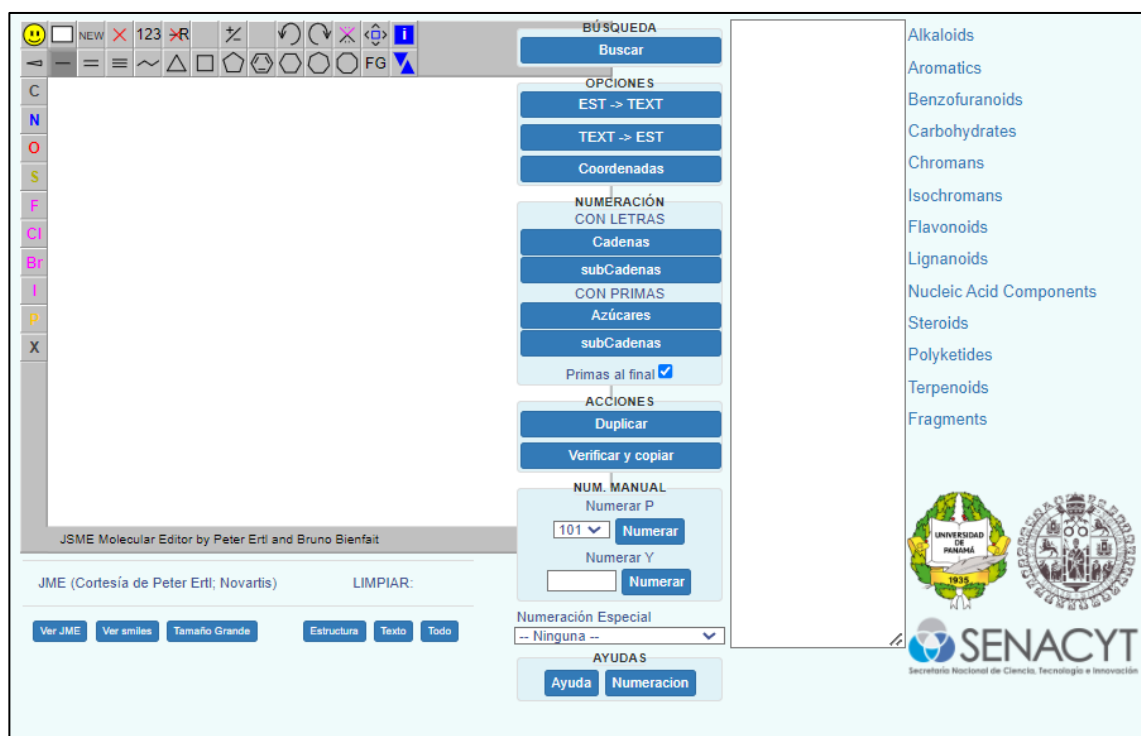 NEW 123 R
FG
C
N
O
S
F
Cl
Br
I
P
X
JSME Molecular Editor by Peter Ertl and Bruno Bienfait
JME (Cortesía de Peter Ertl; Novartis) LIMPIAR:
Ver JME Ver smiles Tamaño Grande Estructura Texto Todo
BÚSQUEDA
Buscar
OPCIONES
EST -> TEXT
TEXT -> EST
Coordenadas
NUMERACIÓN
CON LETRAS
Cadenas
subCadenas
CON PRIMAS
Azúcares
subCadenas
Primas al final
ACCIONES
Duplicar
Verificar y copiar
NUM. MANUAL
Numerar P
101 Numerar
Numerar Y
Numerar
Numeración Especial
-- Ninguna --
AYUDAS
Ayuda Numeracion
Alkaloids
Aromatics
Benzofuranoids
Carbohydrates
Chromans
Isochromans
Flavonoids
Lignanoids
Nucleic Acid Components
Steroids
Polyketides
Terpenoids
Fragments
UNIVERSIDAD
DE
PANAMÁ
1935
SENACYT
Secretaría Nacional de Ciencia, Tecnología e Innovación